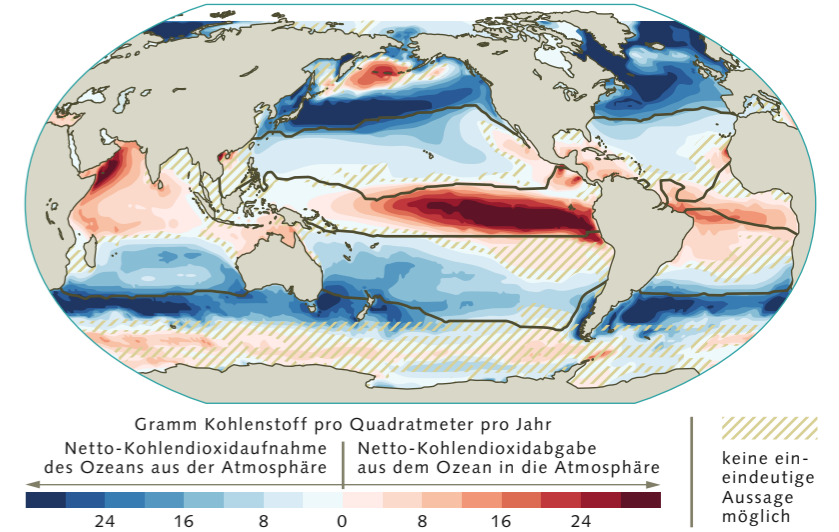 Gramm Kohlenstoff pro Quadratmeter pro Jahr
Netto-Kohlendioxidaufnahme
des Ozeans aus der Atmosphäre
Netto-Kohlendioxidabgabe
aus dem Ozean in die Atmosphäre
24 16 8 0 8 16 24
keine ein-
eindeutige
Aussage
möglich